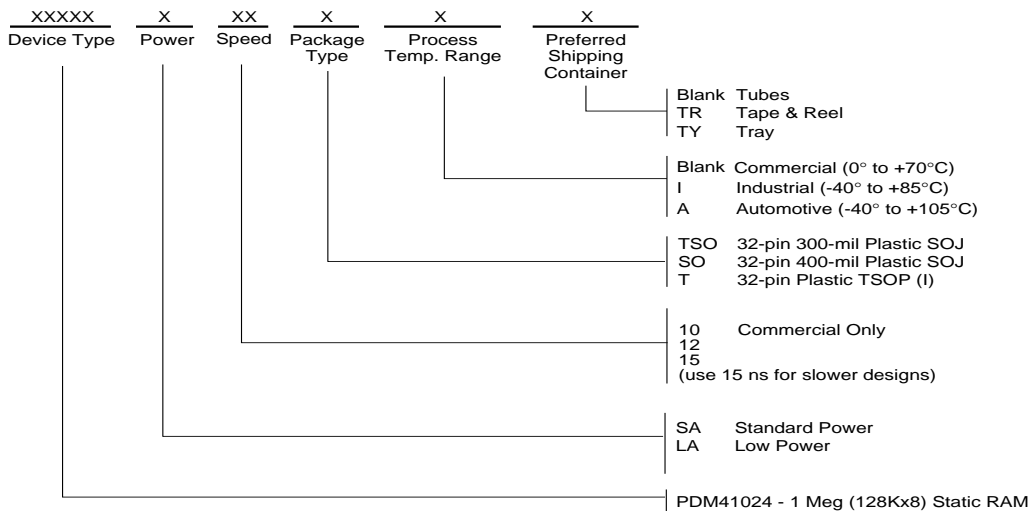 XXXXX X XX X X X
Device Type Power Speed Package Process Preferred
Type Temp. Range Shipping
Container
Blank Tubes
TR Tape & Reel
TY Tray
Blank Commercial (0° to +70°C)
I Industrial (-40° to +85°C)
A Automotive (-40° to +105°C)
TSO 32-pin 300-mil Plastic SOJ
SO 32-pin 400-mil Plastic SOJ
T 32-pin Plastic TSOP (I)
10 Commercial Only
12
15
(use 15 ns for slower designs)
SA Standard Power
LA Low Power
PDM41024 - 1 Meg (128Kx8) Static RAM